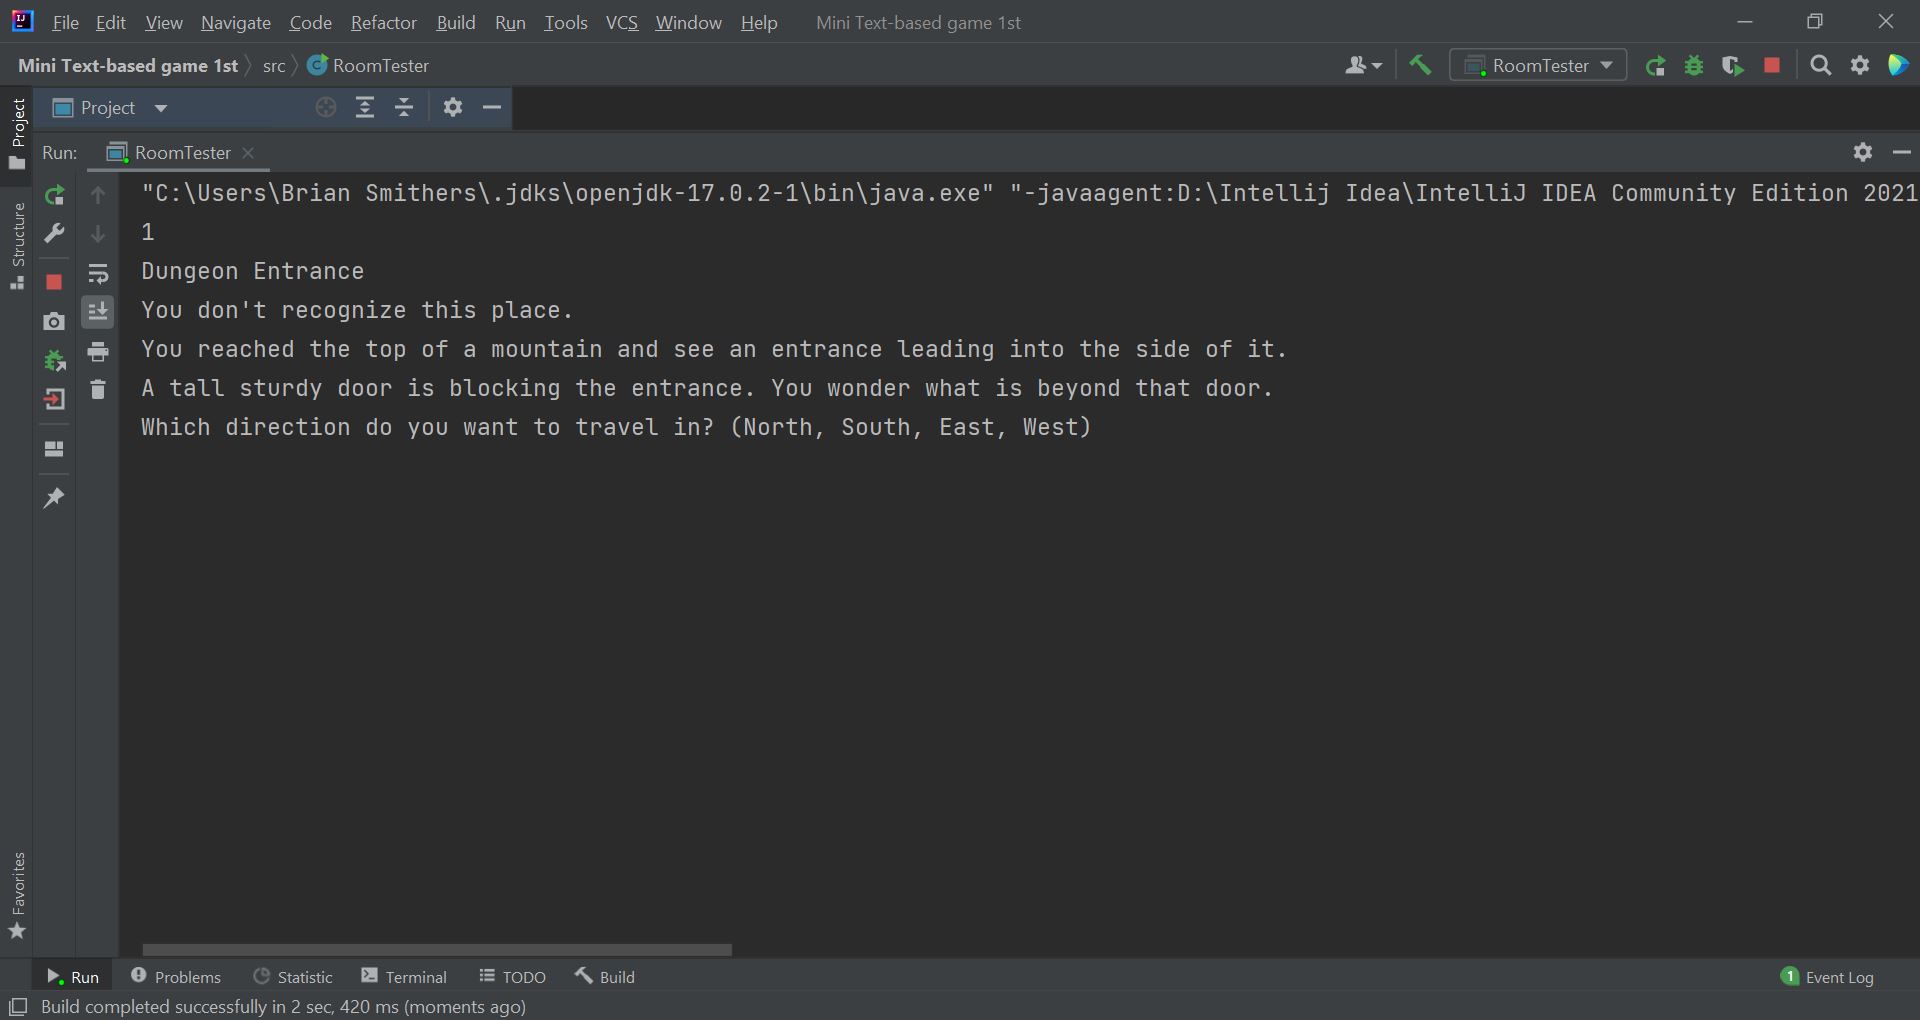 File Edit View Navigate Code Refactor Build Run Tools VCS Window Help Mini Text-based game 1st
Mini Text-based game 1st src RoomTester RoomTester
Project Project
Run: RoomTester
"C:\Users\Brian Smithers\.jdks\openjdk-17.0.2-1\bin\java.exe" "-javaagent:D:\Intellij Idea\IntelliJ IDEA Community Edition 2021
1
Dungeon Entrance
You don't recognize this place.
You reached the top of a mountain and see an entrance leading into the side of it.
A tall sturdy door is blocking the entrance. You wonder what is beyond that door.
Which direction do you want to travel in? (North, South, East, West)
Structure
Favorites
Run Problems Statistic Terminal TODO Build 1 Event Log
Build completed successfully in 2 sec, 420 ms (moments ago)